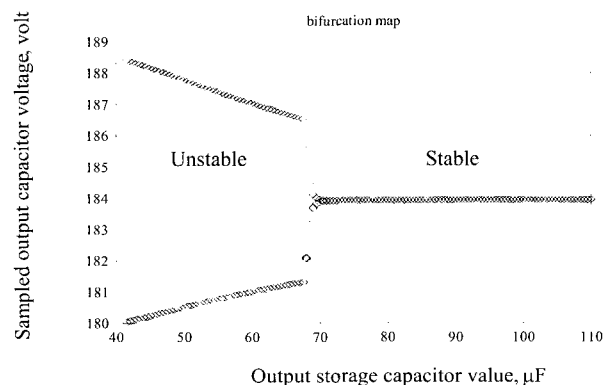 bifurcation map
Sampled output capacitor voltage, volt
189
188
187
186
185
184
183
182
181
180
Unstable
Stable
40 50 60 70 80 90 100 110
Output storage capacitor value, μF